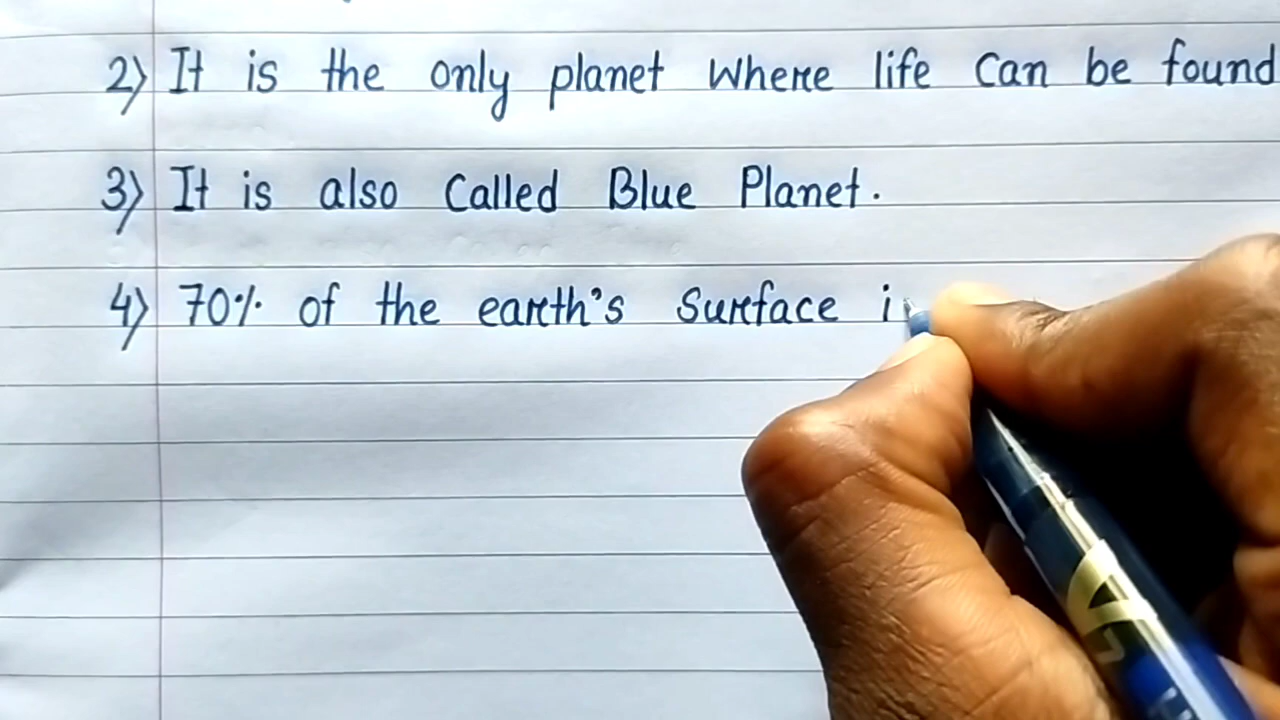 2) It is the only planet where life can be found
3) It is also called Blue Planet.
4) 70% of the earth's surface i